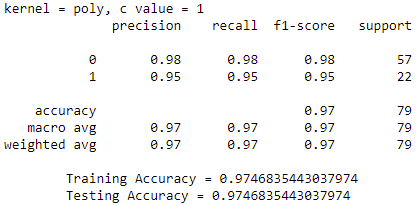 kernel = poly, c value = 1
precision recall f1-score support
0 0.98 0.98 0.98 57
1 0.95 0.95 0.95 22
accuracy 0.97 79
macro avg 0.97 0.97 0.97 79
weighted avg 0.97 0.97 0.97 79
Training Accuracy = 0.9746835443037974
Testing Accuracy = 0.9746835443037974